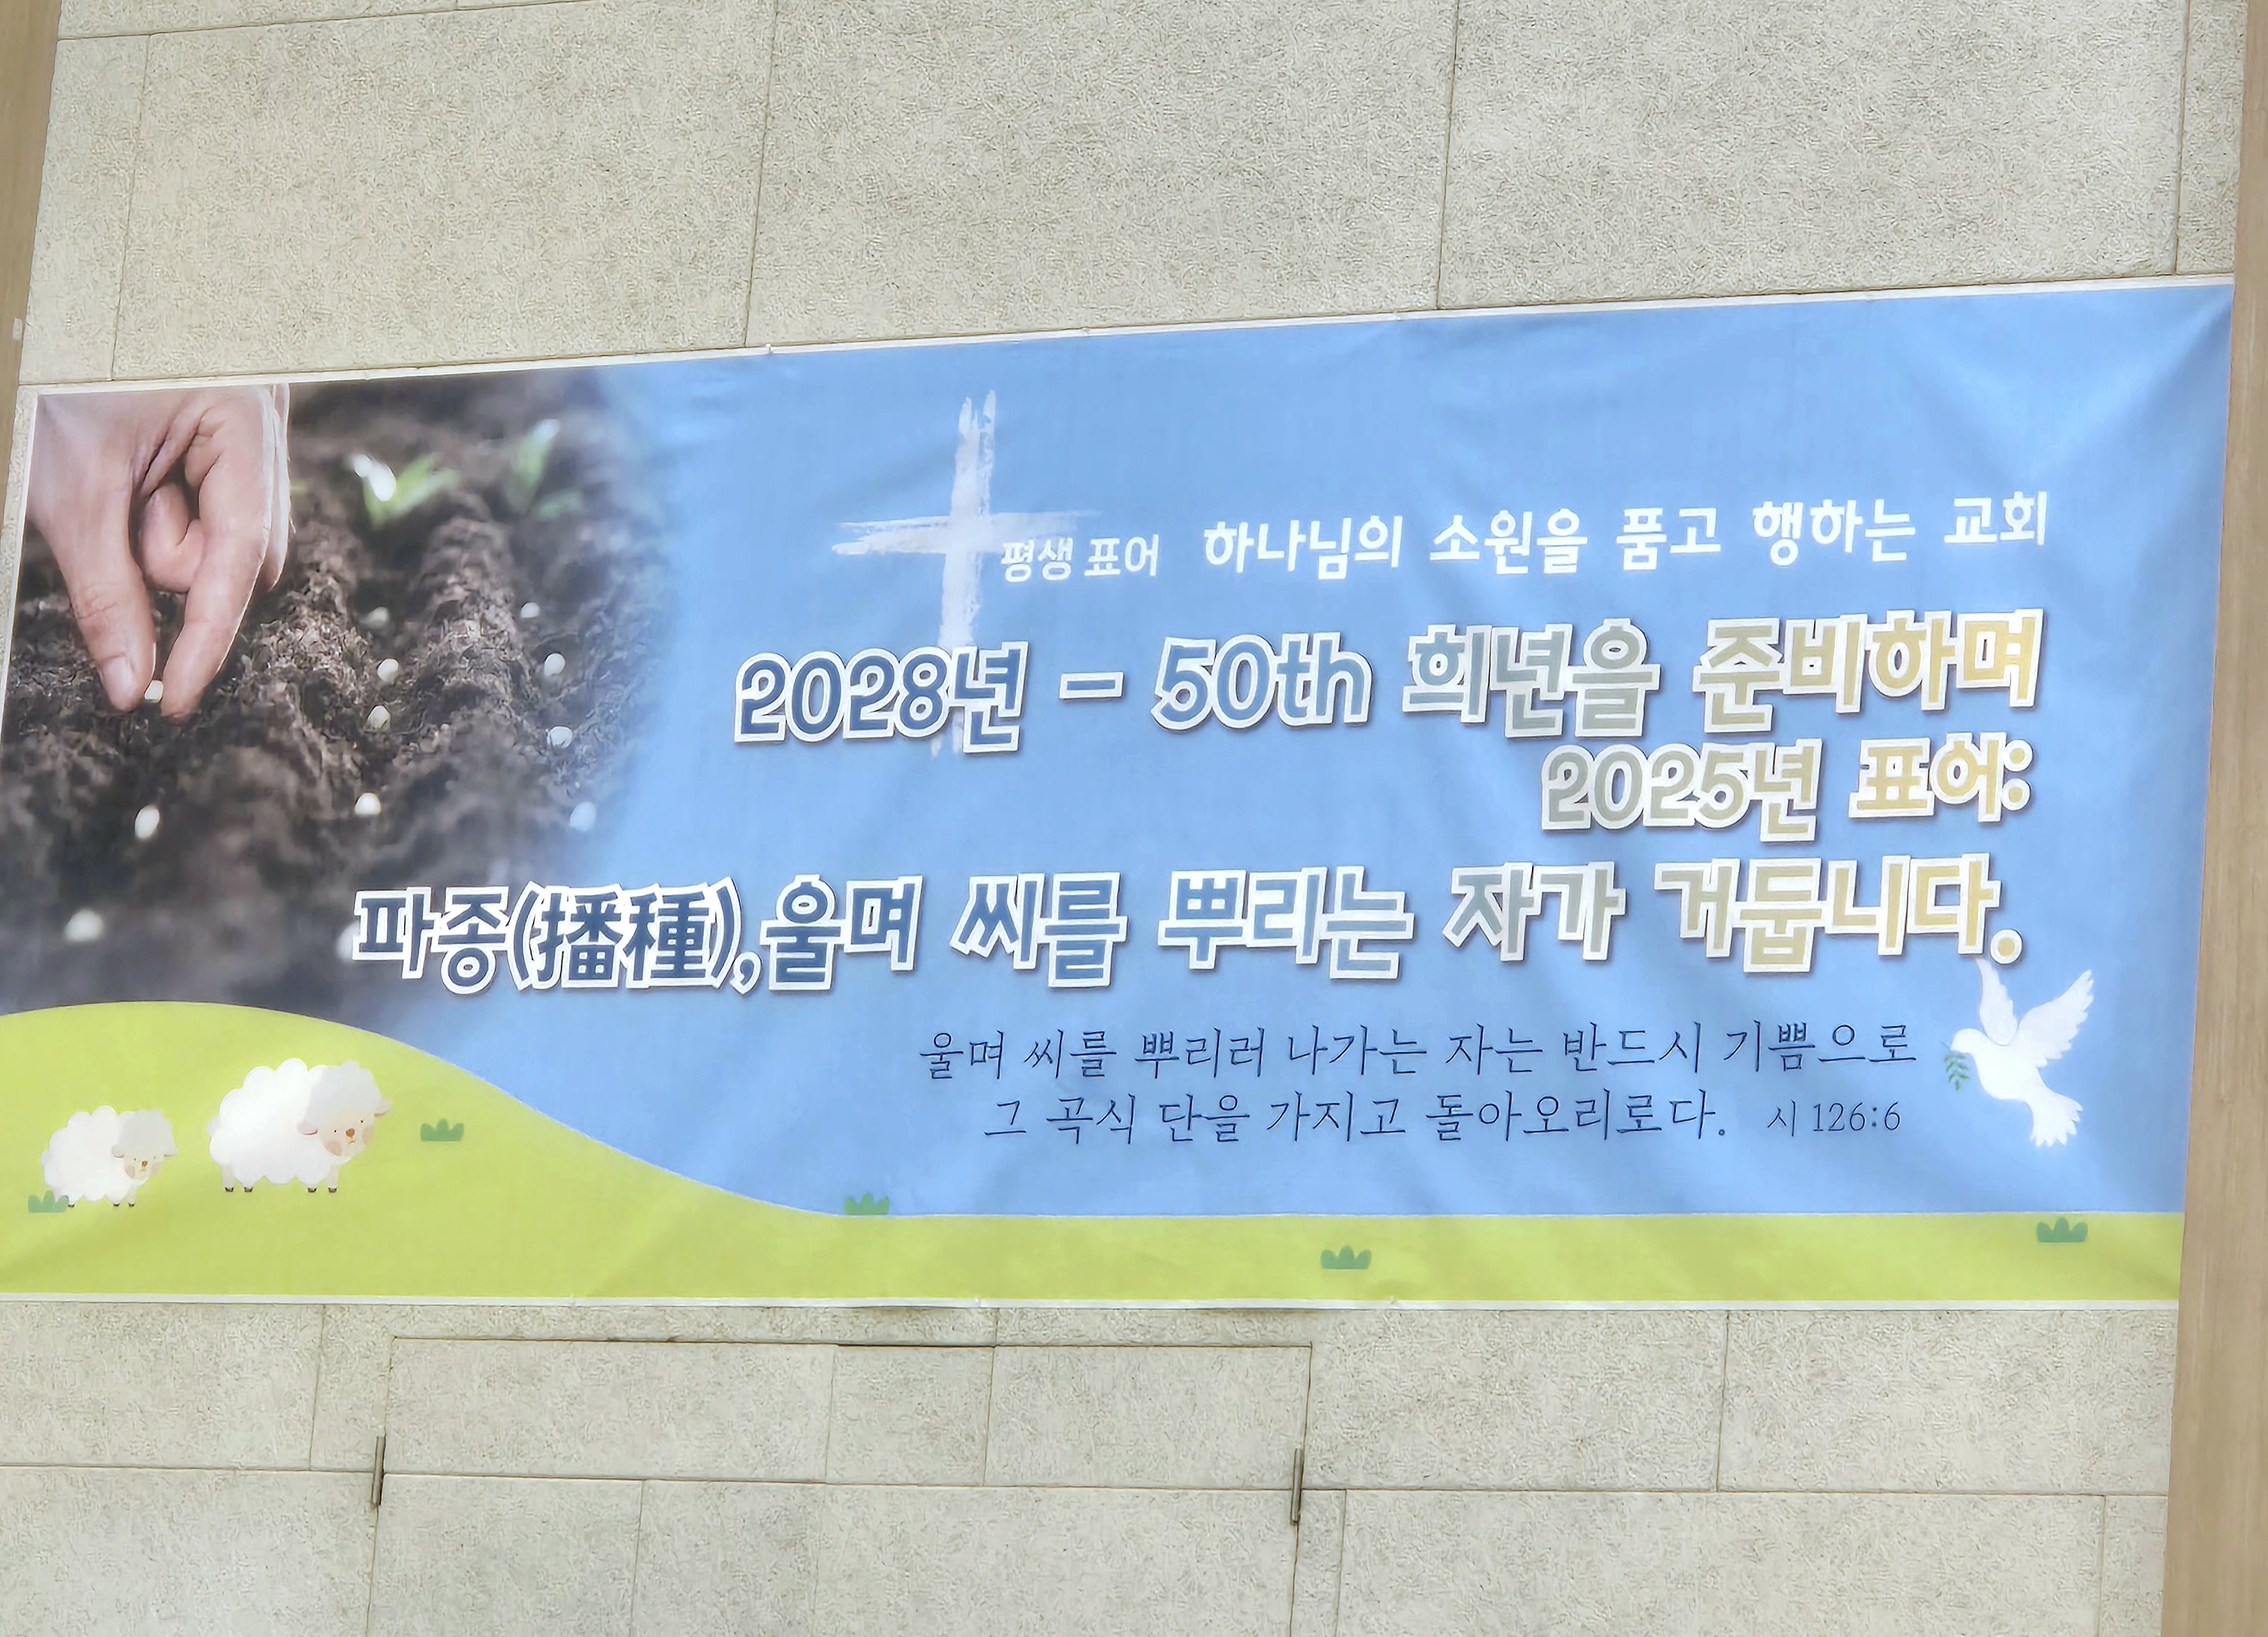 평생 표어 하나님의 소원을 품고 행하는 교회
2028년 - 50th 희년을 준비하며
2025년 표어:
파종(播種),울며 씨를 뿌리는 자가 거둡니다.
울며 씨를 뿌리러 나가는 자는 반드시 기쁨으로
그 곡식 단을 가지고 돌아오리로다. 시 126:6